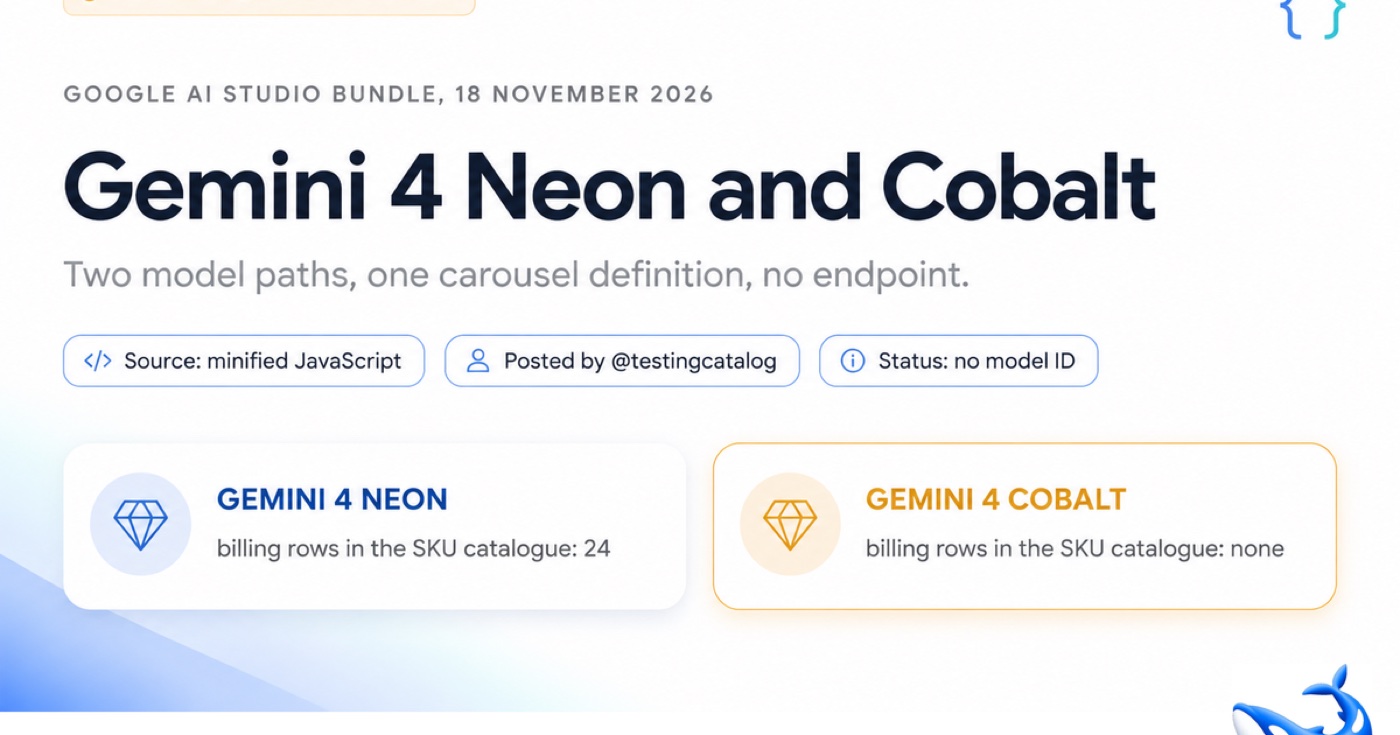 { }
GOOGLE AI STUDIO BUNDLE, 18 NOVEMBER 2026
Gemini 4 Neon and Cobalt
Two model paths, one carousel definition, no endpoint.
</> Source: minified JavaScript
Posted by @testingcatalog
Status: no model ID
GEMINI 4 NEON
billing rows in the SKU catalogue: 24
GEMINI 4 COBALT
billing rows in the SKU catalogue: none